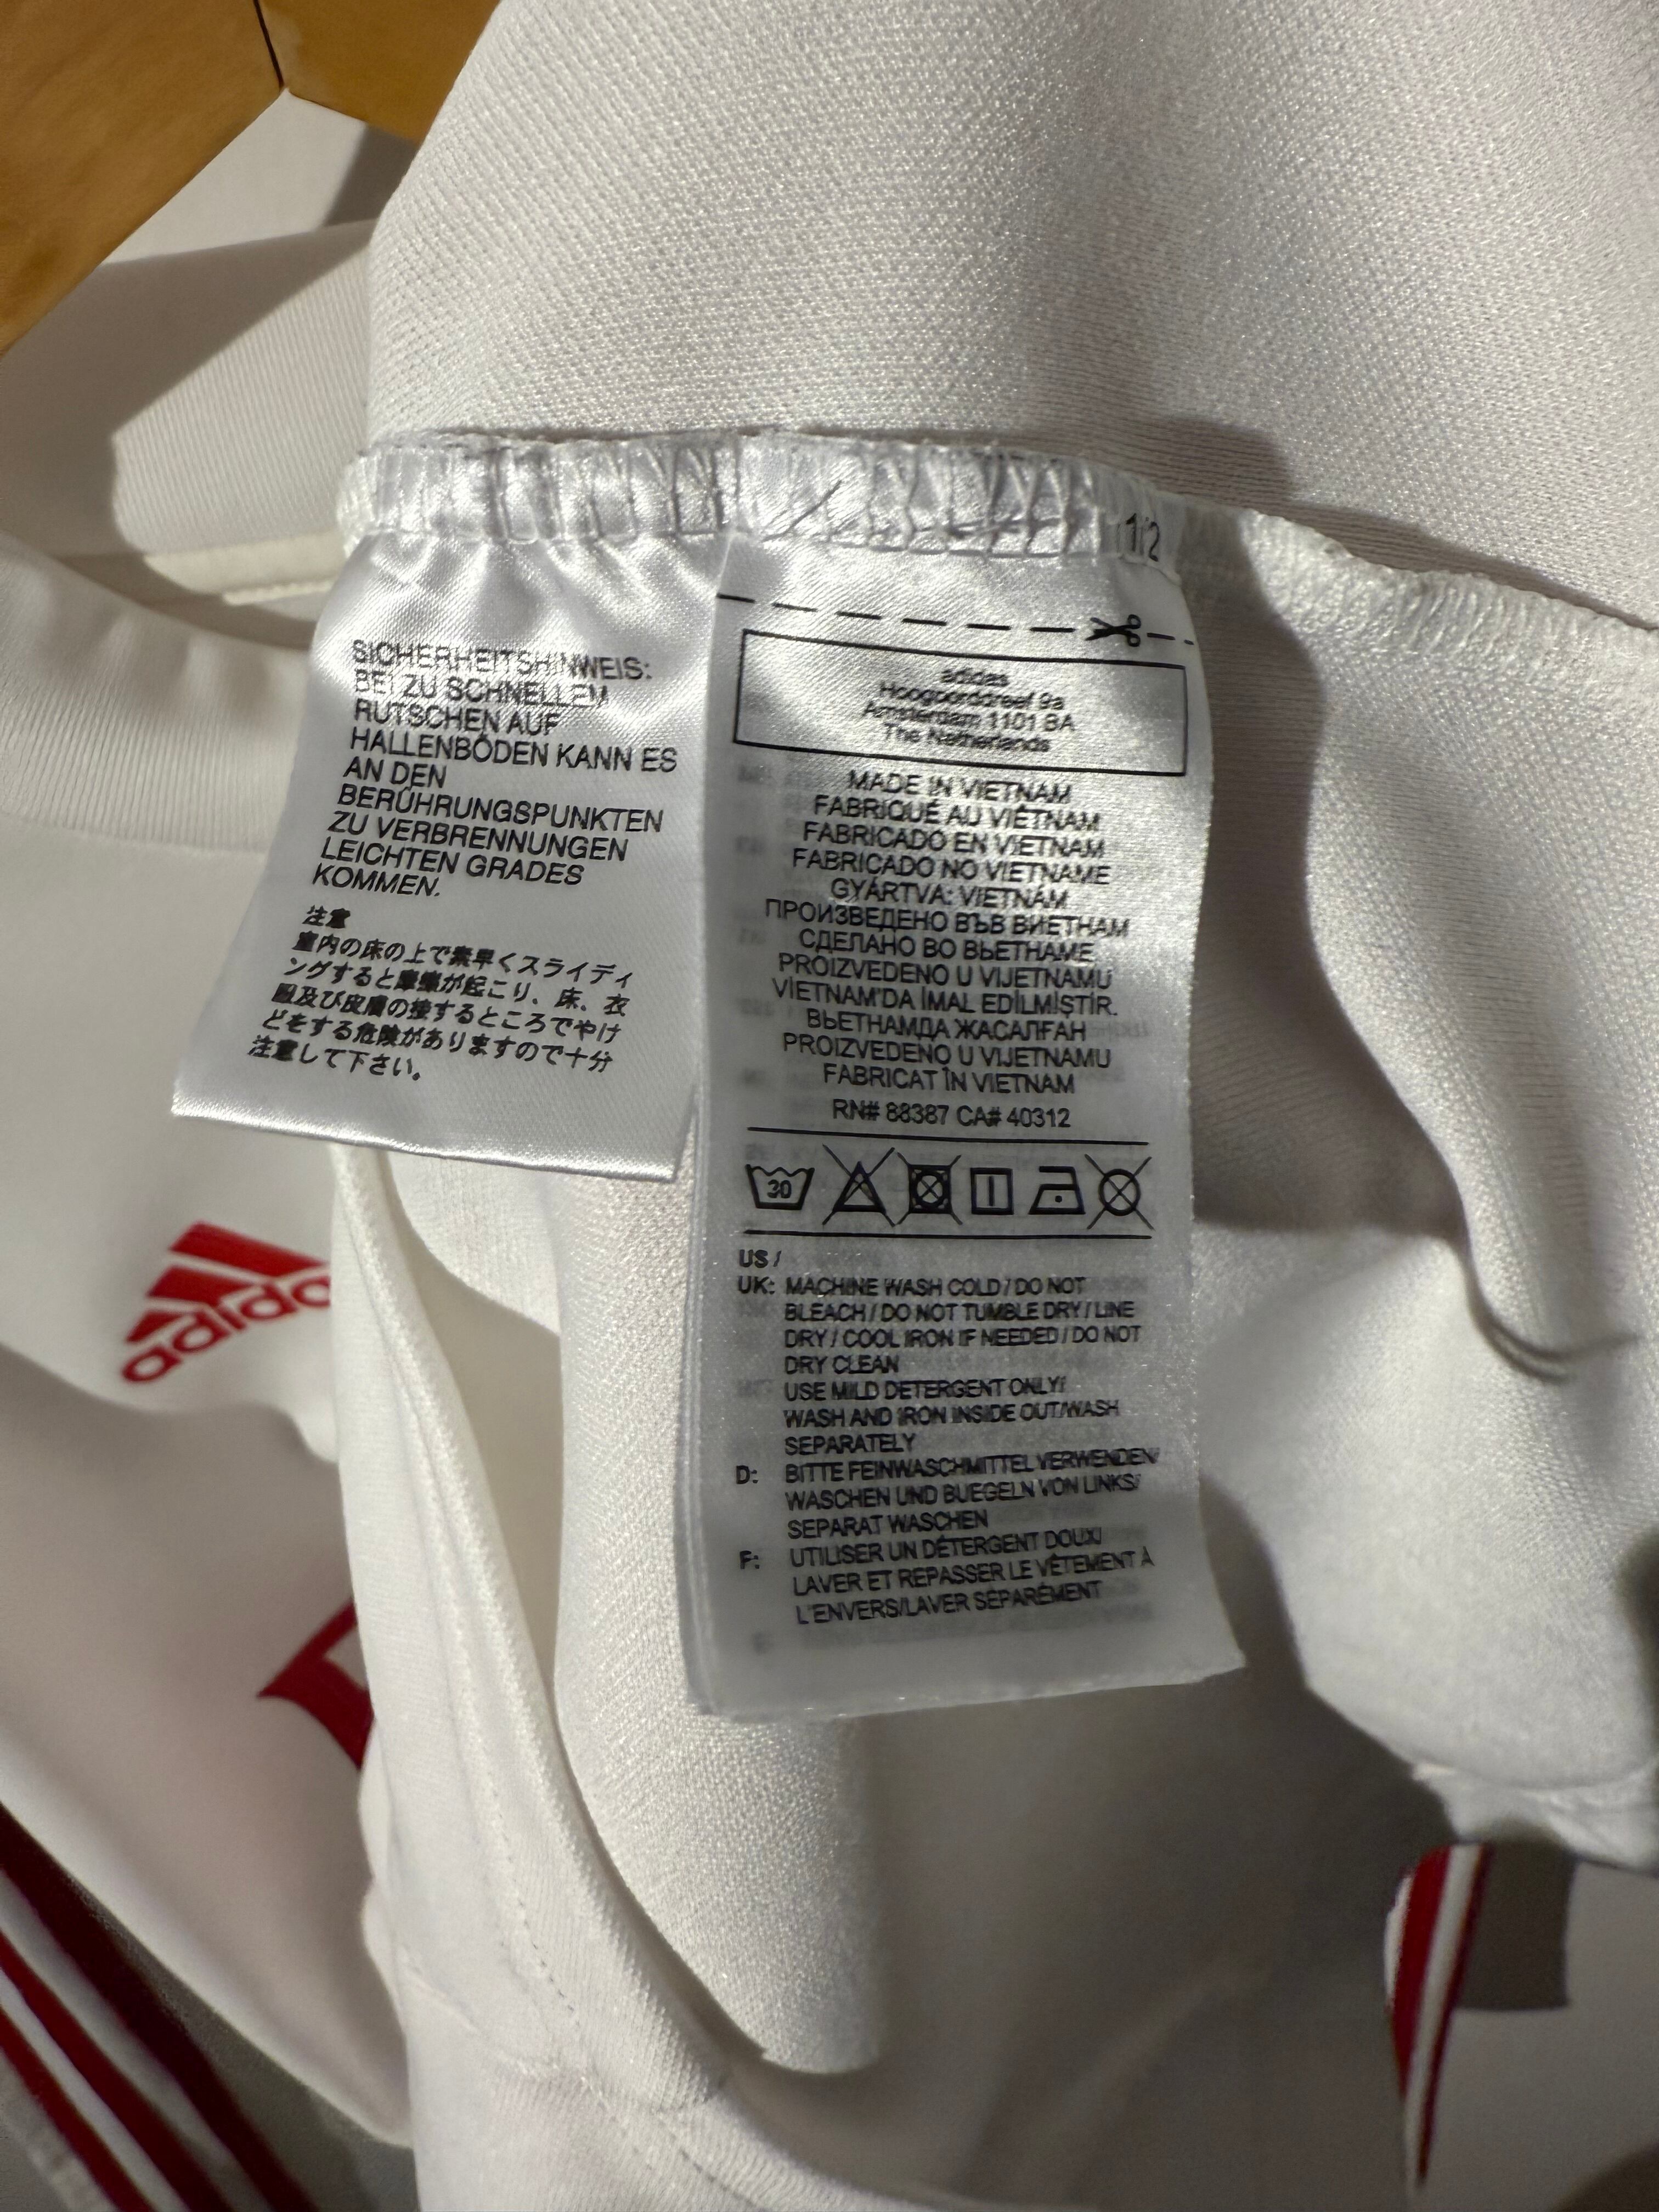 SICHERHEITSHINWEIS:
BEI ZU SCHNELLEM
RUTSCHEN AUF
HALLENBÖDEN KANN ES
AN DEN
BERÜHRUNGSPUNKTEN
ZU VERBRENNUNGEN
LEICHTEN GRADES
KOMMEN.
注意
室内の床の上で素早くスライディ
ングすると摩擦が起こり、床、衣
服及び皮膚の接するところでやけ
どをする危険がありますので十分
注意して下さい。
1/2
adidas
Hoogoorddreef 9a
Amsterdam 1101 BA
The Netherlands
MADE IN VIETNAM
FABRIQUÉ AU VIÊTNAM
FABRICADO EN VIETNAM
FABRICADO NO VIETNAME
GYÁRTVA: VIETNÁM
ПРОИЗВЕДЕНО ВЪВ ВИЕТНАМ
СДЕЛАНО ВО ВЬЕТНАМЕ
PROIZVEDENO U VIJETNAMU
VİETNAM'DA İMAL EDİLMİŞTİR.
ВЬЕТНАМДА ЖАСАЛҒАН
PROIZVEDENO U VIJETNAMU
FABRICAT ÎN VIETNAM
RN# 88387 CA# 40312
30
US /
UK: MACHINE WASH COLD / DO NOT
BLEACH / DO NOT TUMBLE DRY / LINE
DRY / COOL IRON IF NEEDED / DO NOT
DRY CLEAN
USE MILD DETERGENT ONLY/
WASH AND IRON INSIDE OUT/WASH
SEPARATELY
D: BITTE FEINWASCHMITTEL VERWENDEN/
WASCHEN UND BUEGELN VON LINKS/
SEPARAT WASCHEN
F: UTILISER UN DÉTERGENT DOUX/
LAVER ET REPASSER LE VÊTEMENT À
L'ENVERS/LAVER SÉPARÉMENT
adidas